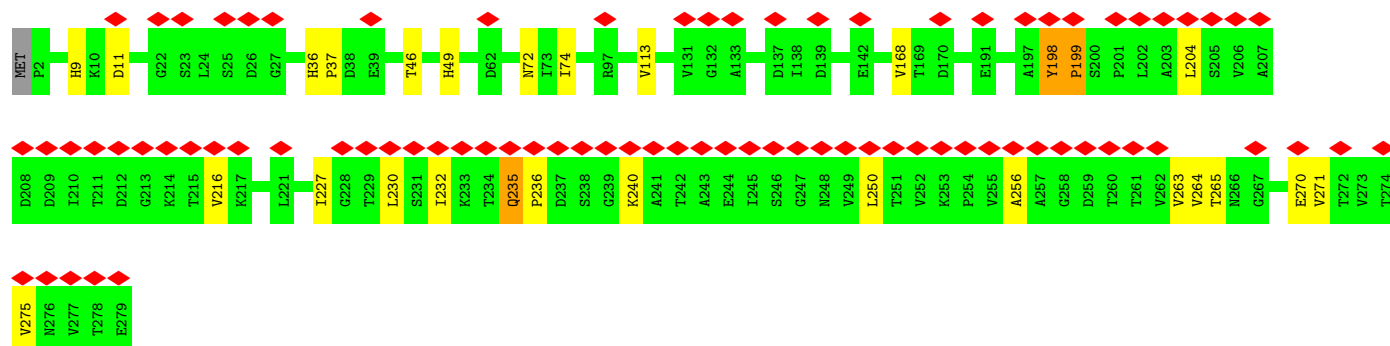 MET P2 H9 K10 D11 G22 S23 L24 S25 D26 G27 H36 P37 D38 E39 T46 H49 D62 N72 I73 I74 R97 V113 V131 G132 A133 D137 I138 D139 E142 V168 T169 D170 E191 A197 Y198 P199 S200 P201 L202 A203 L204 S205 V206 A207
D208 D209 I210 T211 D212 G213 K214 T215 V216 K217 L221 I227 G228 T229 L230 S231 I232 K233 T234 Q235 P236 D237 S238 G239 K240 A241 T242 A243 E244 I245 S246 G247 N248 V249 L250 T251 V252 K253 P254 V255 A256 A257 G258 D259 T260 T261 V262 V263 V264 T265 N266 G267 E270 V271 T272 V273 T274
V275 N276 V277 T278 E279